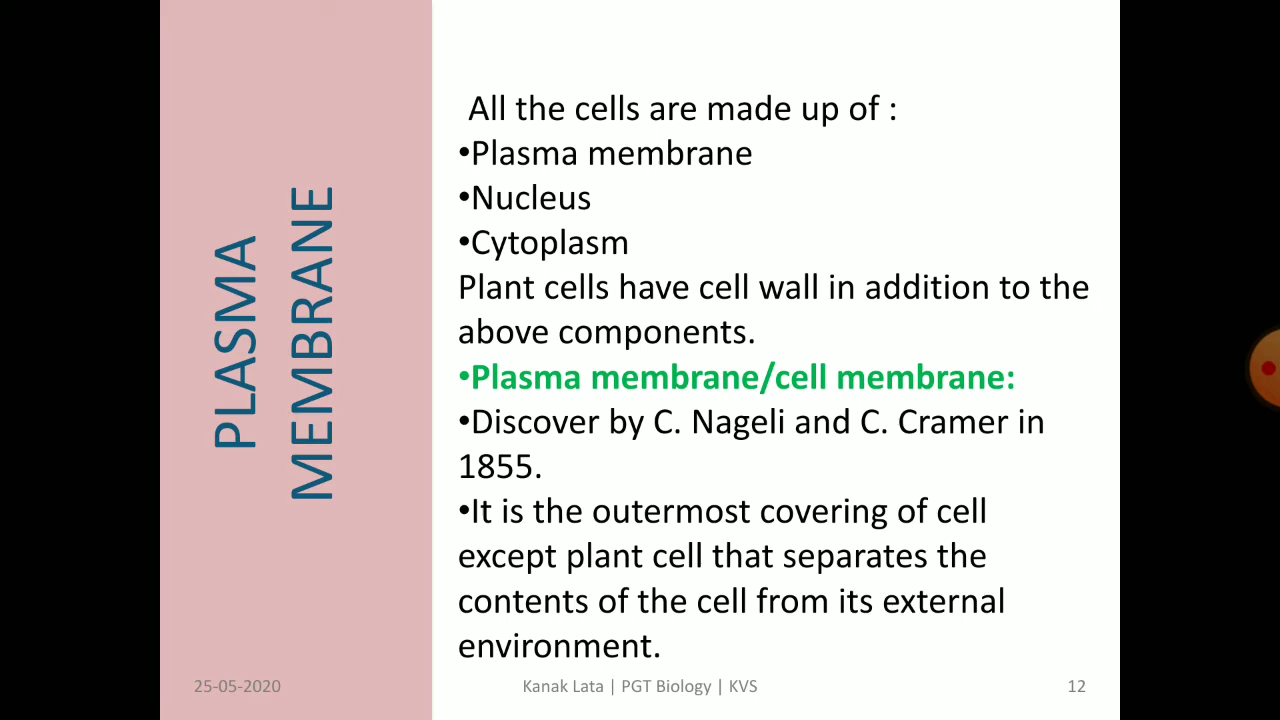 PLASMA
MEMBRANE
All the cells are made up of :
•Plasma membrane
•Nucleus
•Cytoplasm
Plant cells have cell wall in addition to the
above components.
•Plasma membrane/cell membrane:
•Discover by C. Nageli and C. Cramer in
1855.
•It is the outermost covering of cell
except plant cell that separates the
contents of the cell from its external
environment.
25-05-2020
Kanak Lata | PGT Biology | KVS
12